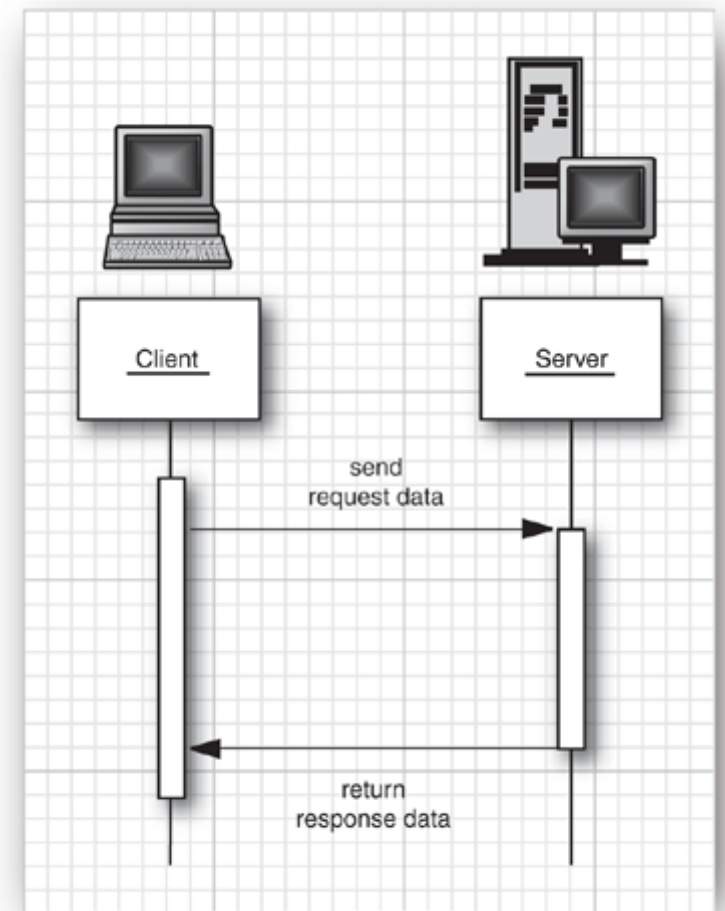 Client
Server
send
request data
return
response data